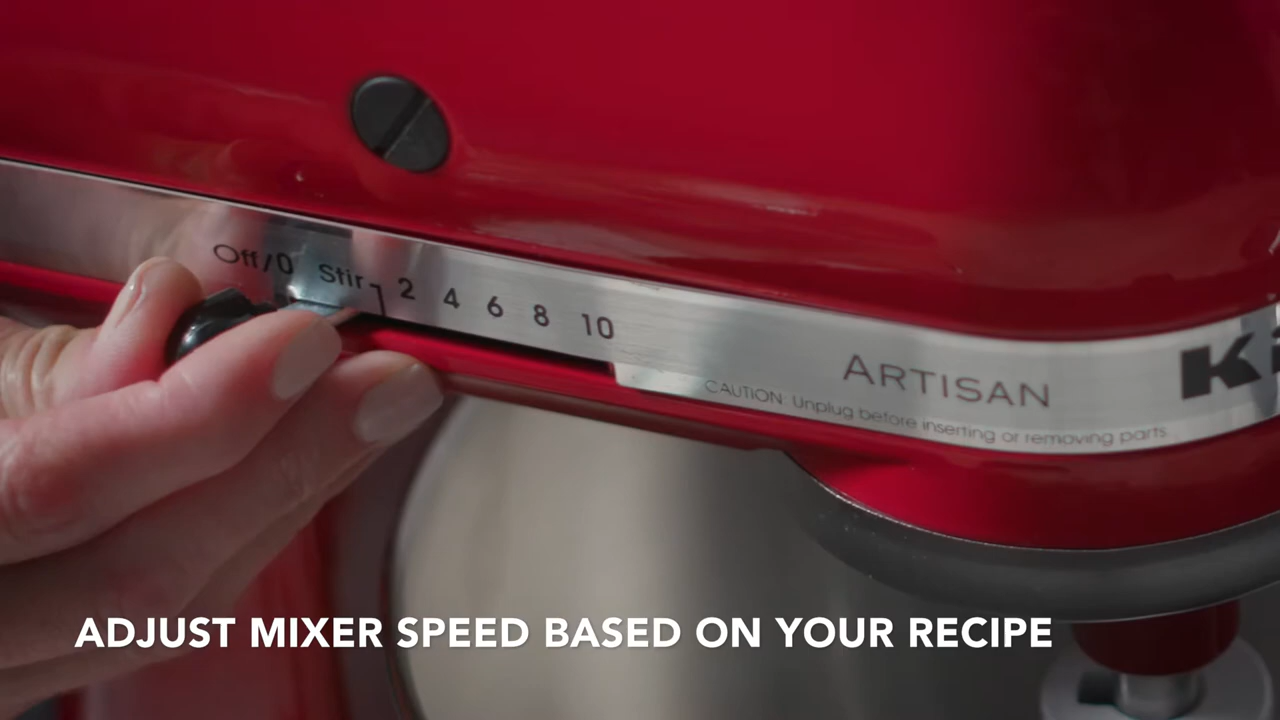 Off/0 Stir 2 4 6 8 10
ARTISAN
CAUTION: Unplug before inserting or removing parts.
ADJUST MIXER SPEED BASED ON YOUR RECIPE